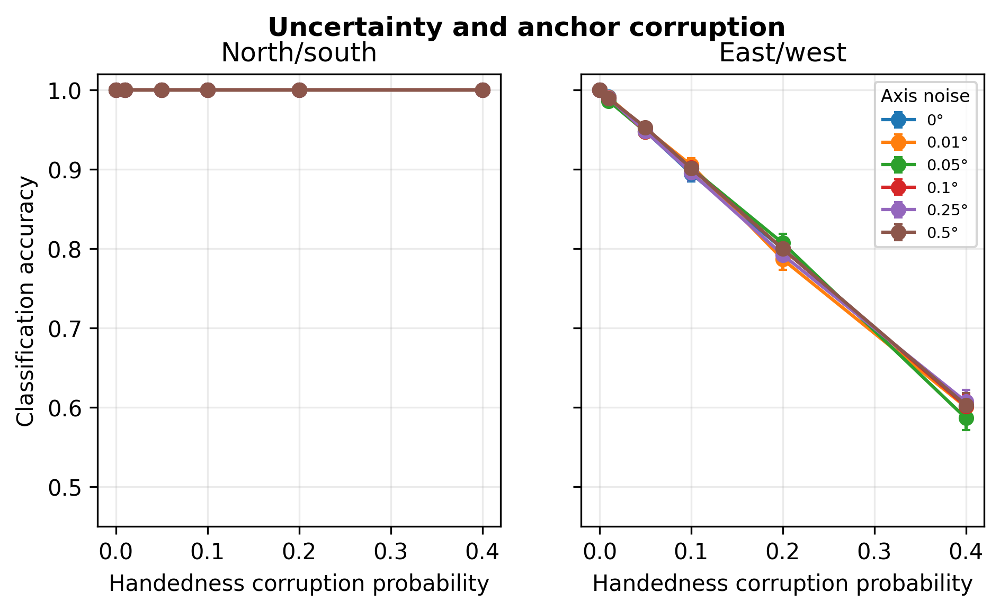 Uncertainty and anchor corruption
North/south
East/west
Classification accuracy
1.0
0.9
0.8
0.7
0.6
0.5
0.0 0.1 0.2 0.3 0.4
Handedness corruption probability
Axis noise
0°
0.01°
0.05°
0.1°
0.25°
0.5°
0.0 0.1 0.2 0.3 0.4
Handedness corruption probability